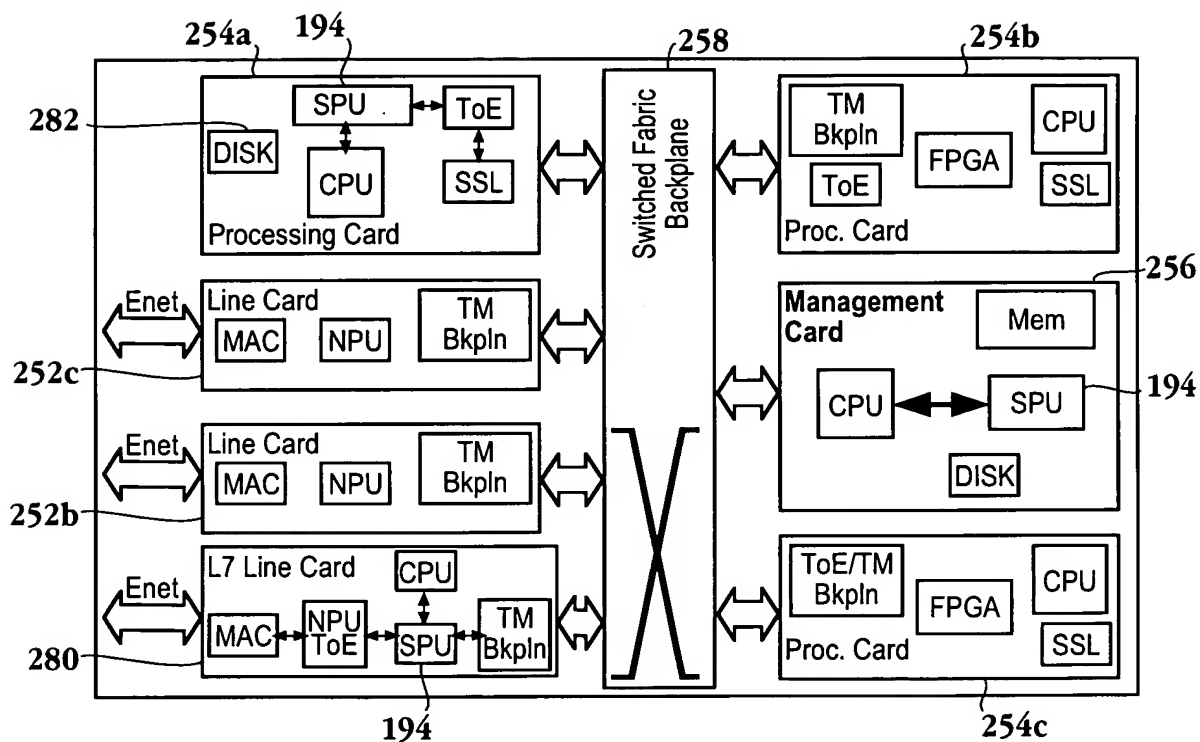 254a
194
258
254b
282
SPU
ToE
DISK
CPU
SSL
Processing Card
Switched Fabric
Backplane
TM
Bkpln
ToE
FPGA
CPU
SSL
Proc. Card
Enet
Line Card
MAC
NPU
TM
Bkpln
252c
256
Management
Card
Mem
CPU
SPU
194
DISK
Enet
Line Card
MAC
NPU
TM
Bkpln
252b
Enet
L7 Line Card
CPU
MAC
NPU
ToE
SPU
TM
Bkpln
280
194
ToE/TM
Bkpln
FPGA
CPU
SSL
Proc. Card
254c